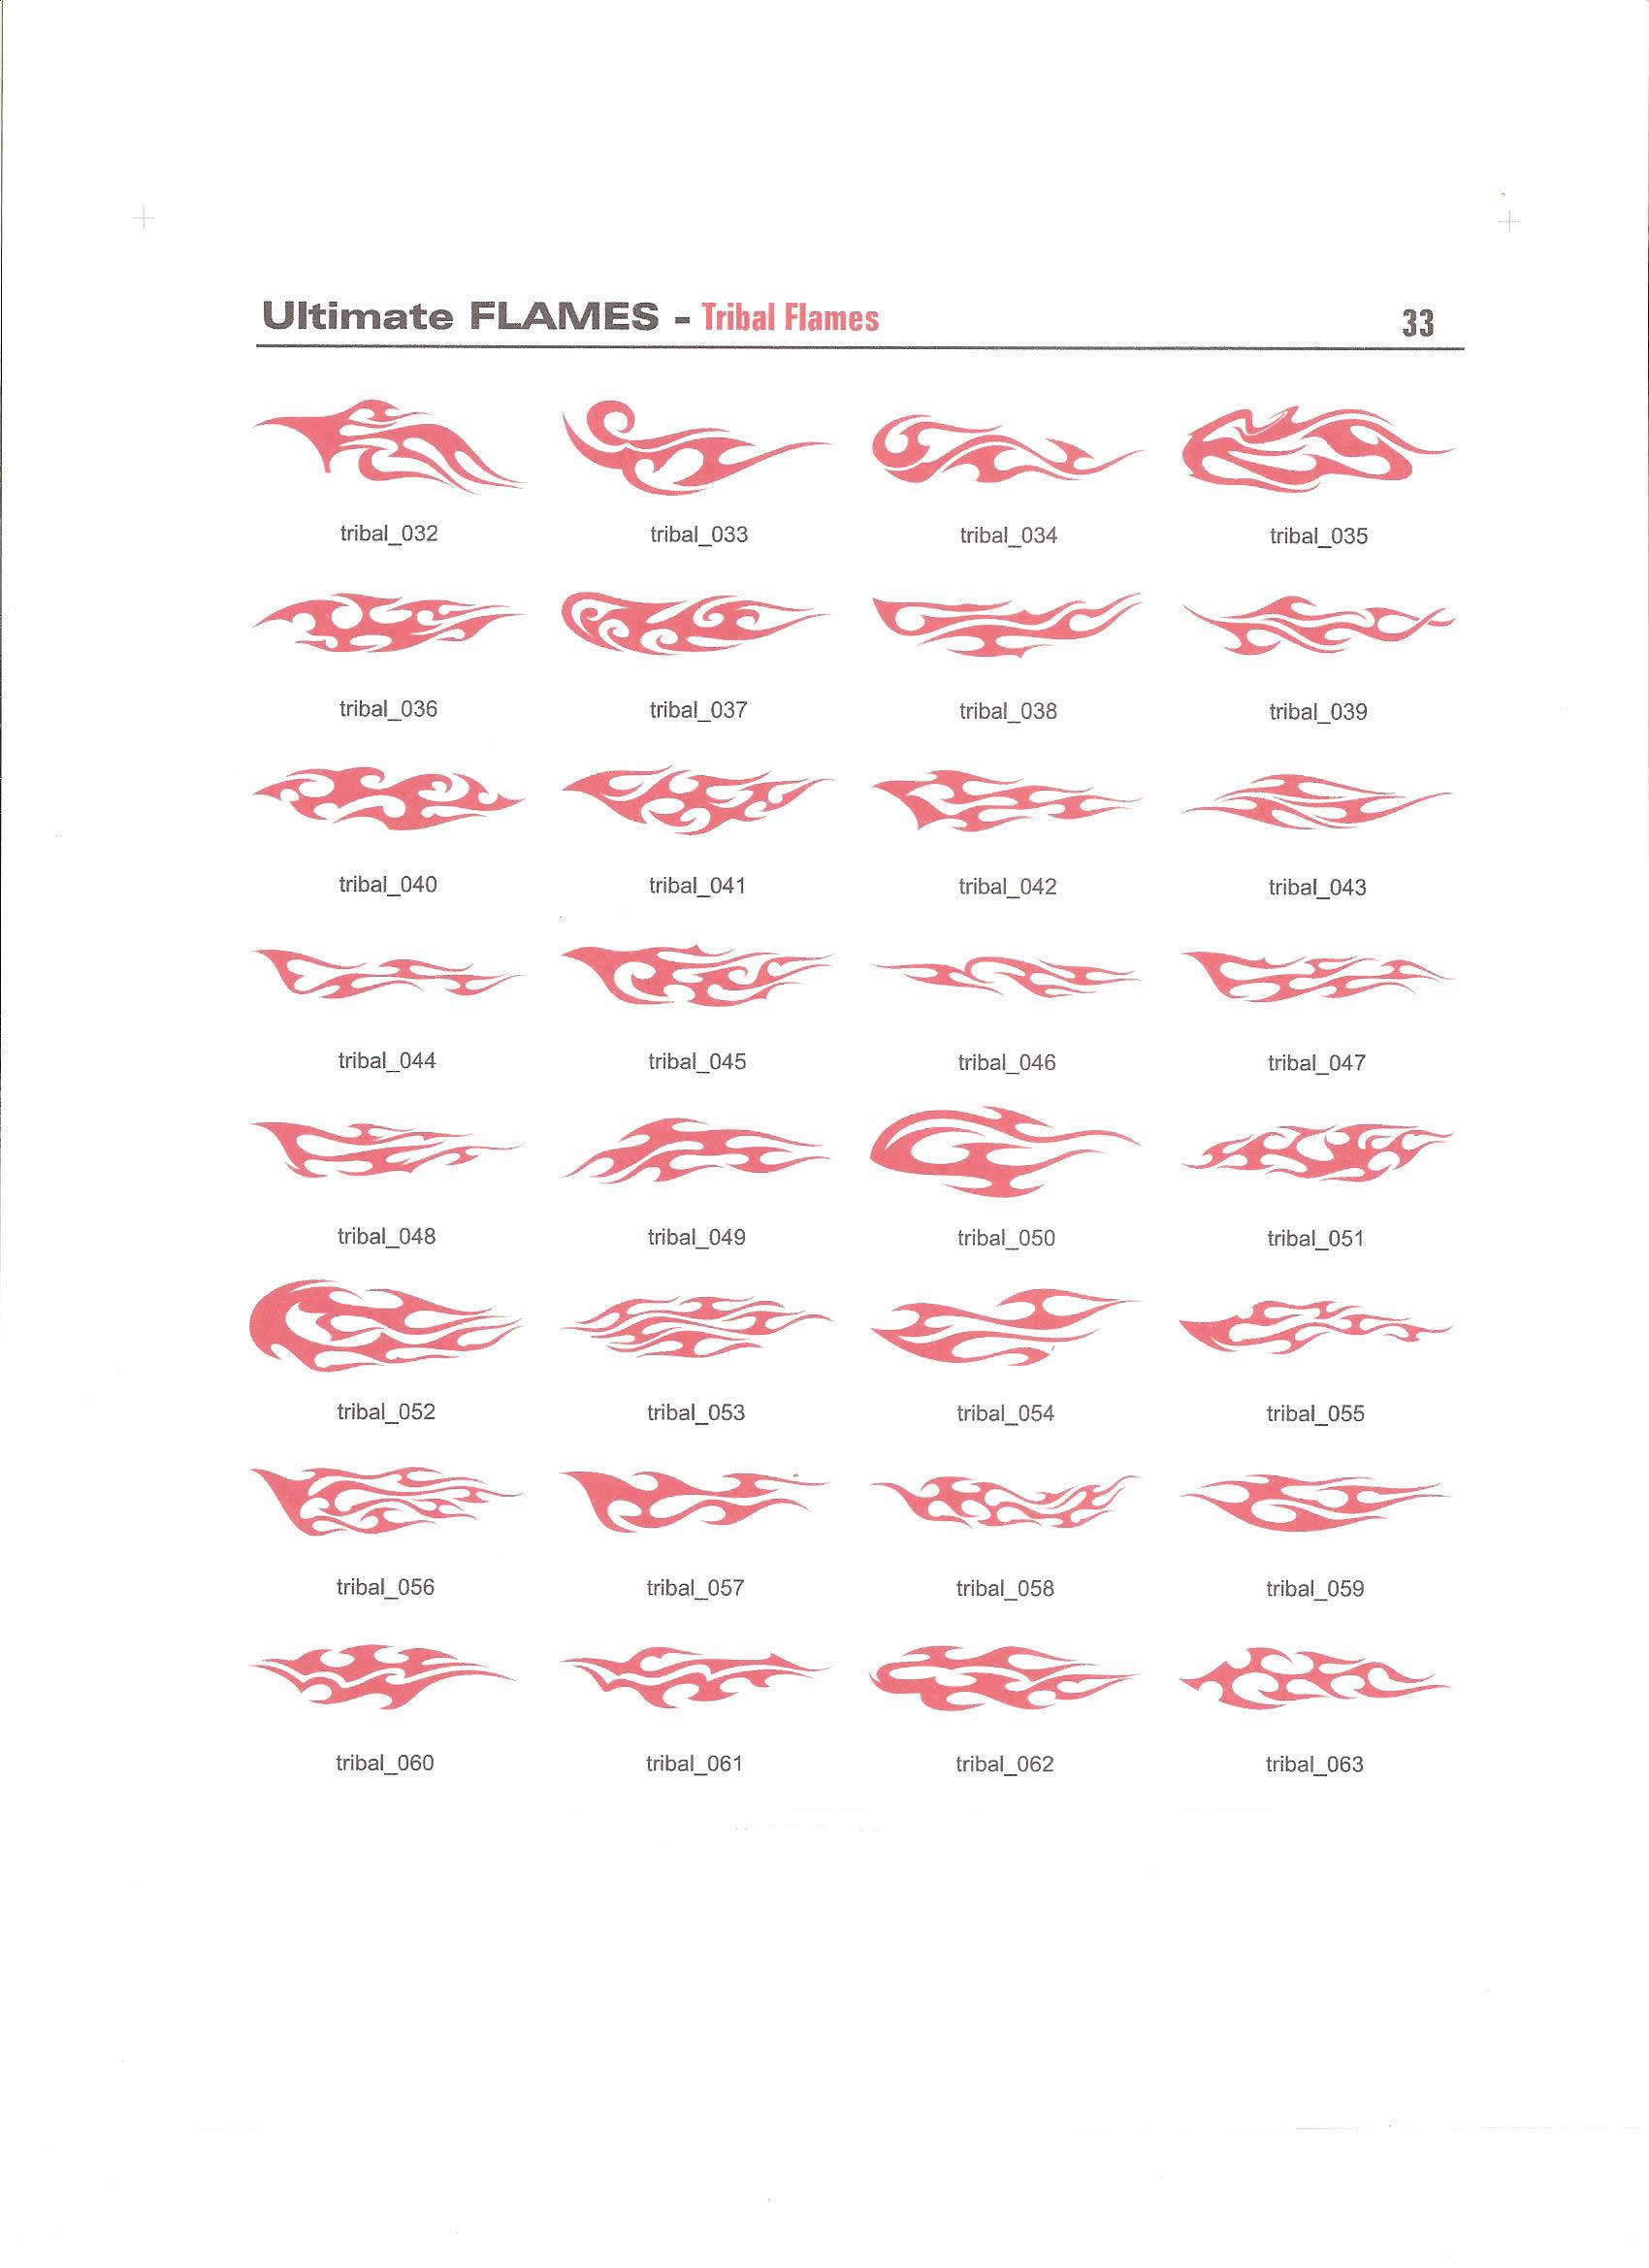 Ultimate FLAMES - Tribal Flames 33
tribal_032 tribal_033 tribal_034 tribal_035
tribal_036 tribal_037 tribal_038 tribal_039
tribal_040 tribal_041 tribal_042 tribal_043
tribal_044 tribal_045 tribal_046 tribal_047
tribal_048 tribal_049 tribal_050 tribal_051
tribal_052 tribal_053 tribal_054 tribal_055
tribal_056 tribal_057 tribal_058 tribal_059
tribal_060 tribal_061 tribal_062 tribal_063